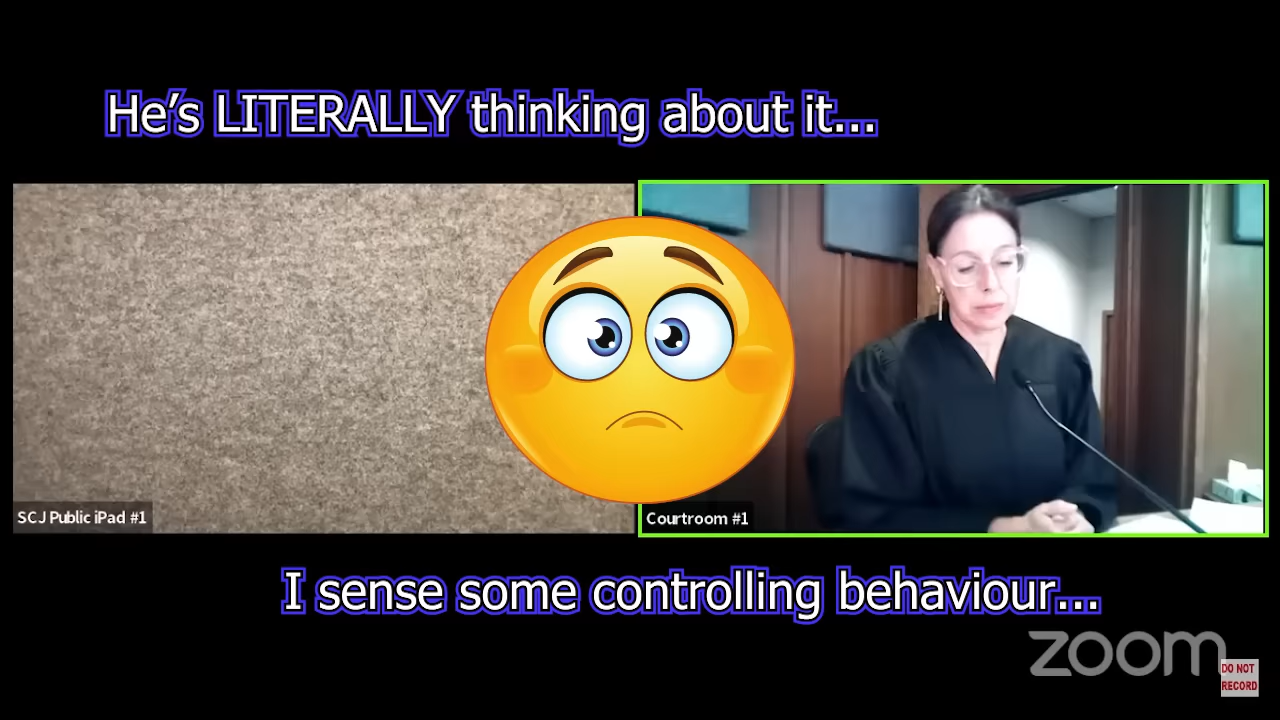 He's LITERALLY thinking about it...
SCJ Public iPad #1
Courtroom #1
I sense some controlling behaviour...
zoom
DO NOT
RECORD